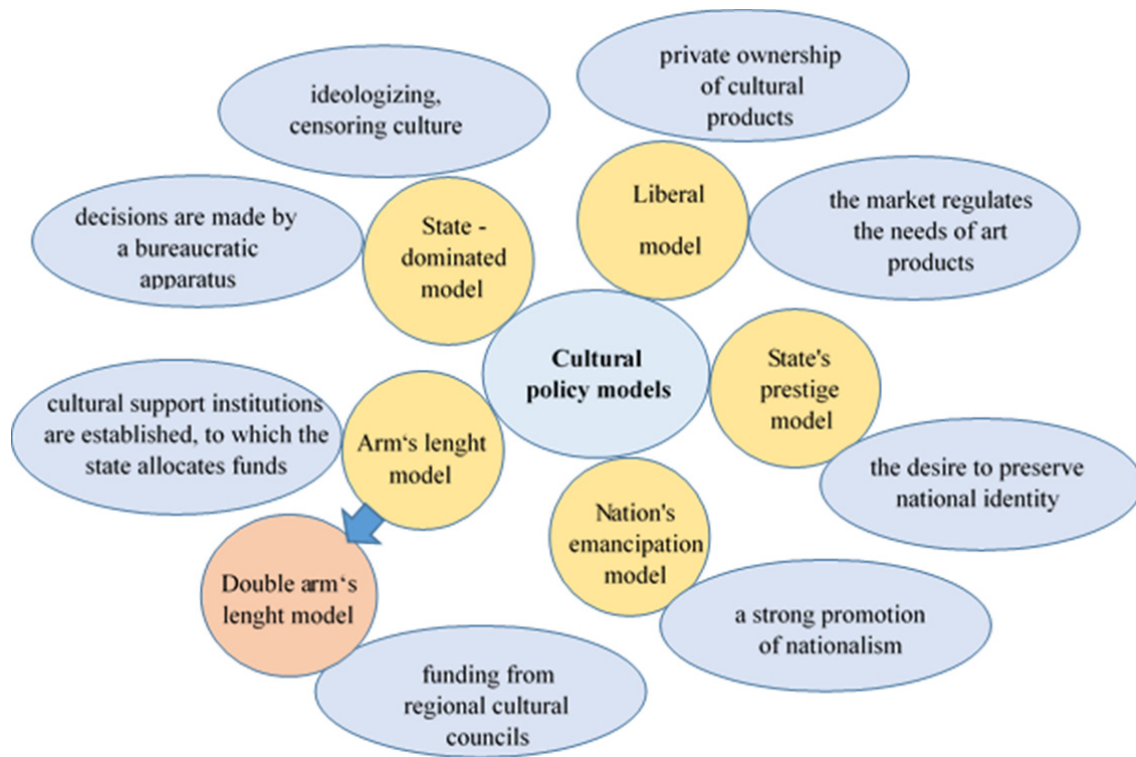 private ownership
of cultural
products
ideologizing,
censoring culture
Liberal
model
the market regulates
the needs of art
products
decisions are made by
a bureaucratic
apparatus
State -
dominated
model
Cultural
policy models
State's
prestige
model
cultural support institutions
are established, to which the
state allocates funds
Arm‘s lenght
model
the desire to preserve
national identity
Nation's
emancipation
model
Double arm‘s
lenght model
a strong promotion
of nationalism
funding from
regional cultural
councils